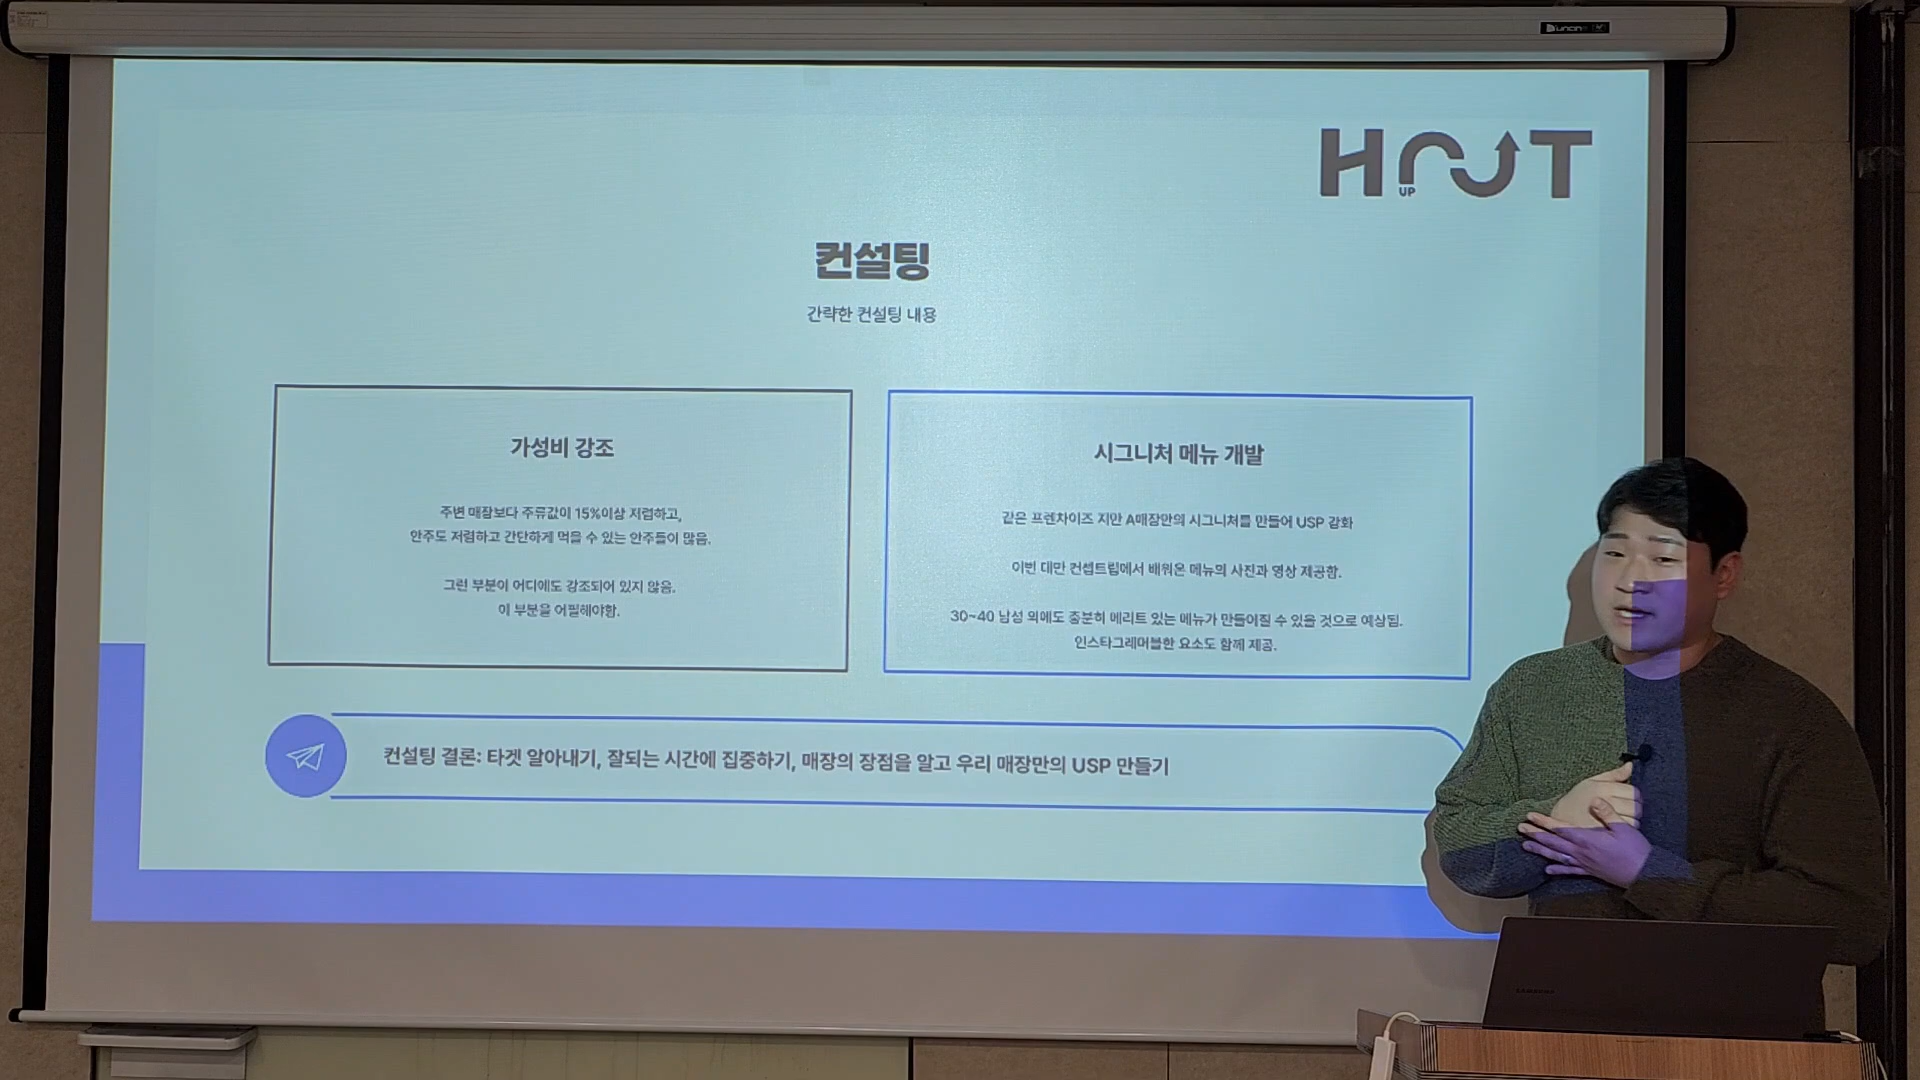 H UP T
컨설팅
간략한 컨설팅 내용
가성비 강조
주변 매장보다 주류값이 15%이상 저렴하고,
안주도 저렴하고 간단하게 먹을 수 있는 안주들이 많음.
그런 부분이 어디에도 강조되어 있지 않음.
이 부분을 어필해야함.
시그니처 메뉴 개발
같은 프렌차이즈 지만 A매장만의 시그니처를 만들어 USP 강화
이번 대만 컨셉트립에서 배워온 메뉴의 사진과 영상 제공함.
30~40 남성 외에도 충분히 메리트 있는 메뉴가 만들어질 수 있을 것으로 예상됨.
인스타그래머블한 요소도 함께 제공.
컨설팅 결론: 타겟 알아내기, 잘되는 시간에 집중하기, 매장의 장점을 알고 우리 매장만의 USP 만들기
SAMSUNG